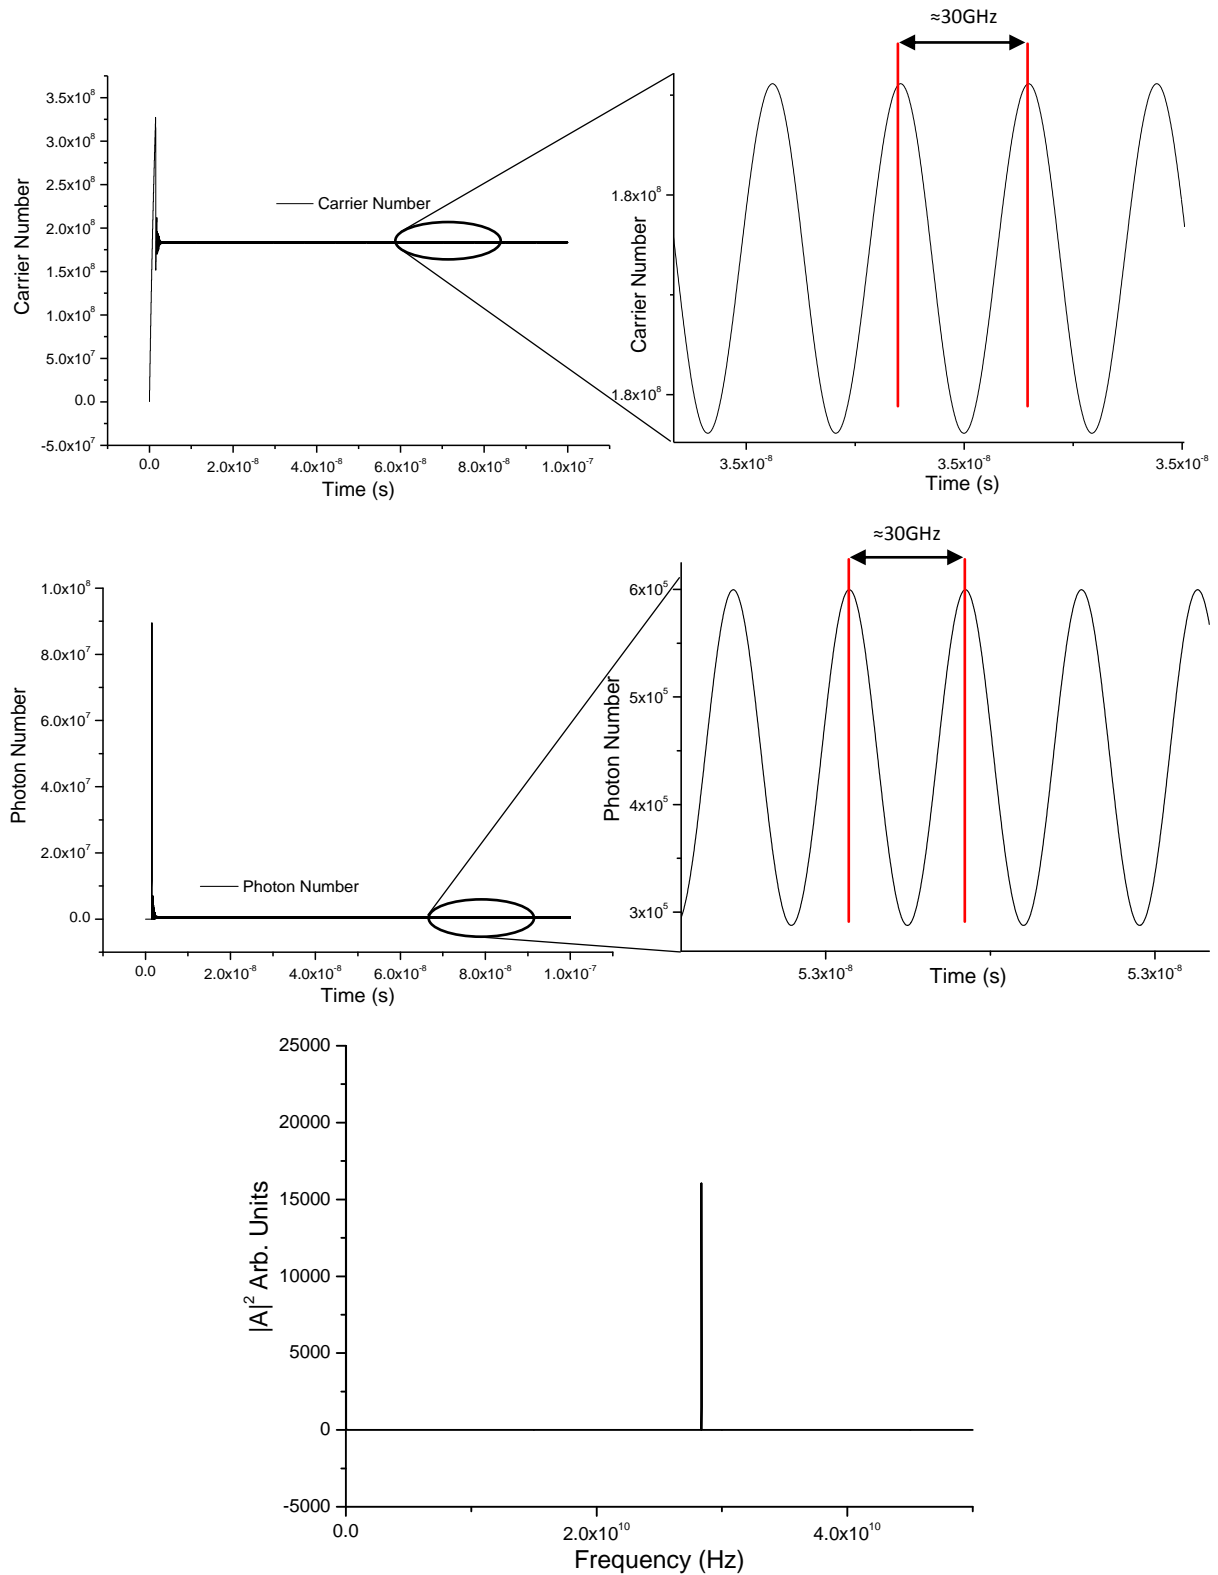 ≈30GHz
3.5x10⁸
3.0x10⁸
2.5x10⁸
2.0x10⁸
1.5x10⁸
1.0x10⁸
5.0x10⁷
0.0
-5.0x10⁷
Carrier Number
Carrier Number
0.0
2.0x10⁻⁸
4.0x10⁻⁸
6.0x10⁻⁸
8.0x10⁻⁸
1.0x10⁻⁷
Time (s)
1.8x10⁸
1.8x10⁸
Carrier Number
3.5x10⁻⁸
3.5x10⁻⁸
3.5x10⁻⁸
Time (s)
≈30GHz
1.0x10⁸
8.0x10⁷
6.0x10⁷
4.0x10⁷
2.0x10⁷
0.0
Photon Number
Photon Number
0.0
2.0x10⁻⁸
4.0x10⁻⁸
6.0x10⁻⁸
8.0x10⁻⁸
1.0x10⁻⁷
Time (s)
6x10⁵
5x10⁵
4x10⁵
3x10⁵
Photon Number
5.3x10⁻⁸
Time (s)
5.3x10⁻⁸
25000
20000
15000
10000
5000
0
-5000
|A|² Arb. Units
0.0
2.0x10¹⁰
4.0x10¹⁰
Frequency (Hz)